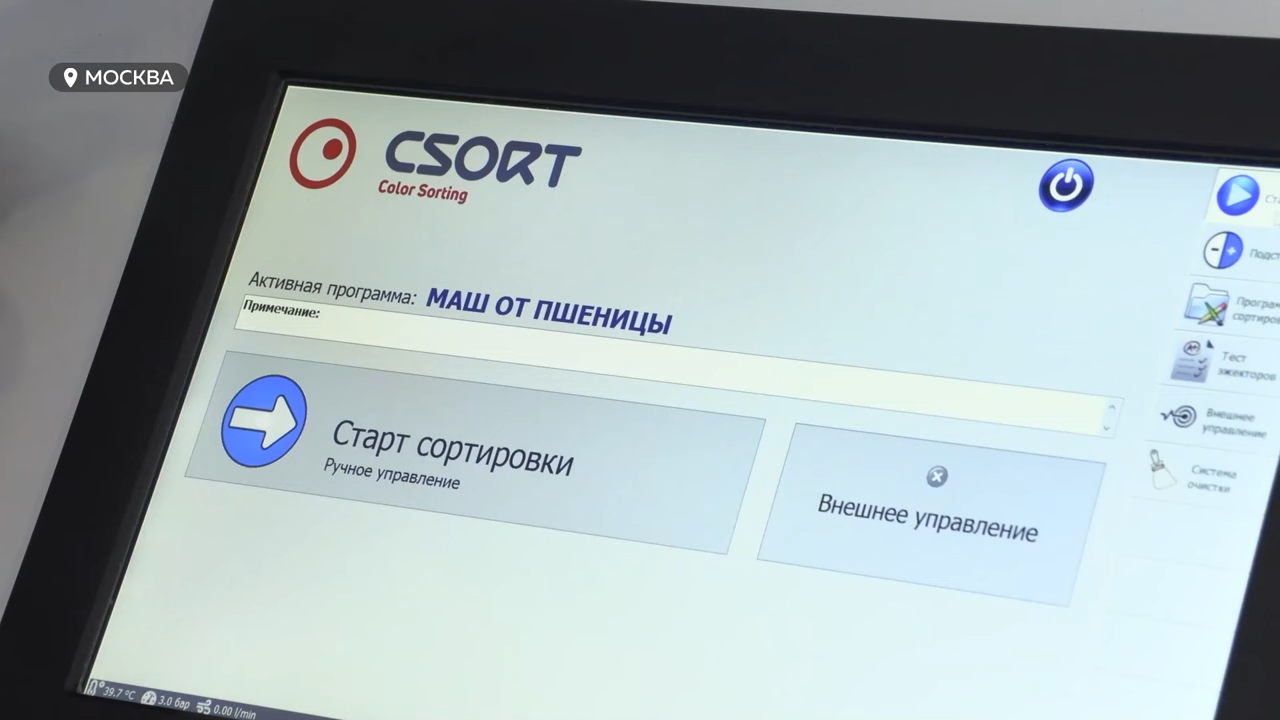 МОСКВА
CSORT
Color Sorting
Активная программа: МАШ ОТ ПШЕНИЦЫ
Примечание:
Старт сортировки
Ручное управление
Внешнее управление
Тест
эжекторов
Внешнее
управление
Система
очистки
39.7 °C 3.0 бар 0.00 l/min